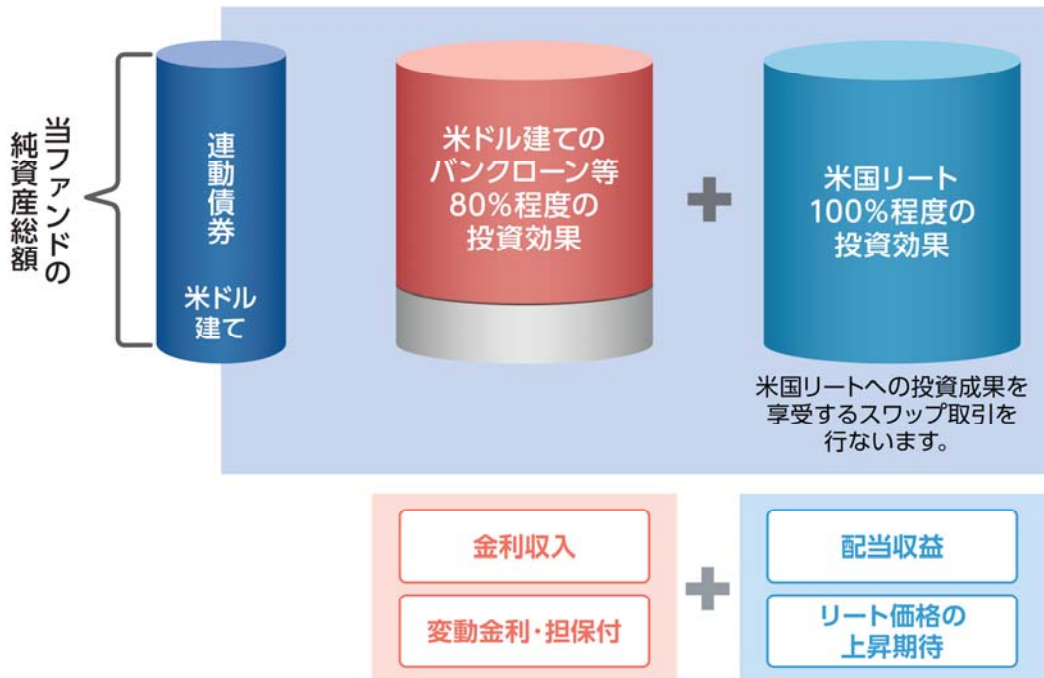 当ファンドの
純資産総額
連動債券
米ドル
建て
米ドル建ての
バンクローン等
80%程度の
投資効果
+
米国リート
100%程度の
投資効果
米国リートへの投資成果を
享受するスワップ取引を
行ないます。
金利収入
変動金利・担保付
+
配当収益
リート価格の
上昇期待